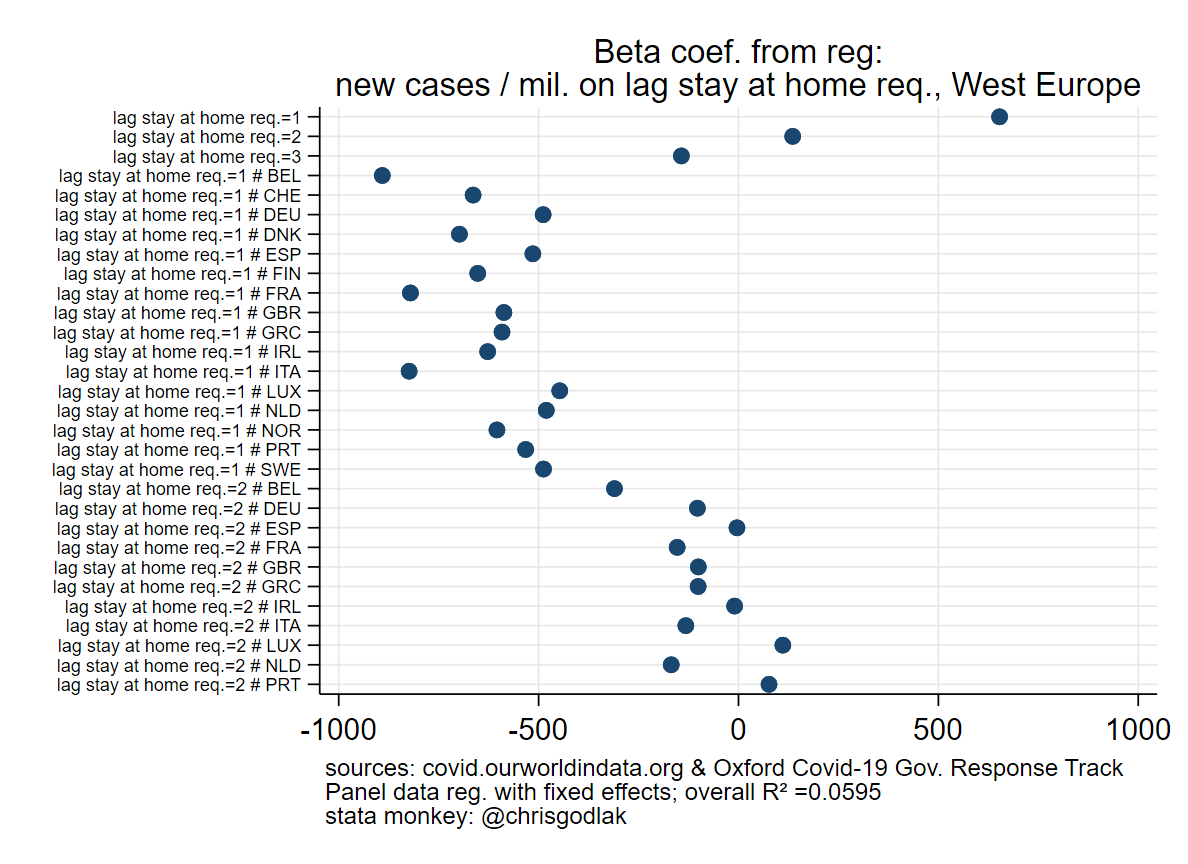 Beta coef. from reg:
new cases / mil. on lag stay at home req., West Europe
lag stay at home req.=1
lag stay at home req.=2
lag stay at home req.=3
lag stay at home req.=1 # BEL
lag stay at home req.=1 # CHE
lag stay at home req.=1 # DEU
lag stay at home req.=1 # DNK
lag stay at home req.=1 # ESP
lag stay at home req.=1 # FIN
lag stay at home req.=1 # FRA
lag stay at home req.=1 # GBR
lag stay at home req.=1 # GRC
lag stay at home req.=1 # IRL
lag stay at home req.=1 # ITA
lag stay at home req.=1 # LUX
lag stay at home req.=1 # NLD
lag stay at home req.=1 # NOR
lag stay at home req.=1 # PRT
lag stay at home req.=1 # SWE
lag stay at home req.=2 # BEL
lag stay at home req.=2 # DEU
lag stay at home req.=2 # ESP
lag stay at home req.=2 # FRA
lag stay at home req.=2 # GBR
lag stay at home req.=2 # GRC
lag stay at home req.=2 # IRL
lag stay at home req.=2 # ITA
lag stay at home req.=2 # LUX
lag stay at home req.=2 # NLD
lag stay at home req.=2 # PRT
-1000 -500 0 500 1000
sources: covid.ourworldindata.org & Oxford Covid-19 Gov. Response Track
Panel data reg. with fixed effects; overall R² =0.0595
stata monkey: @chrisgodlak